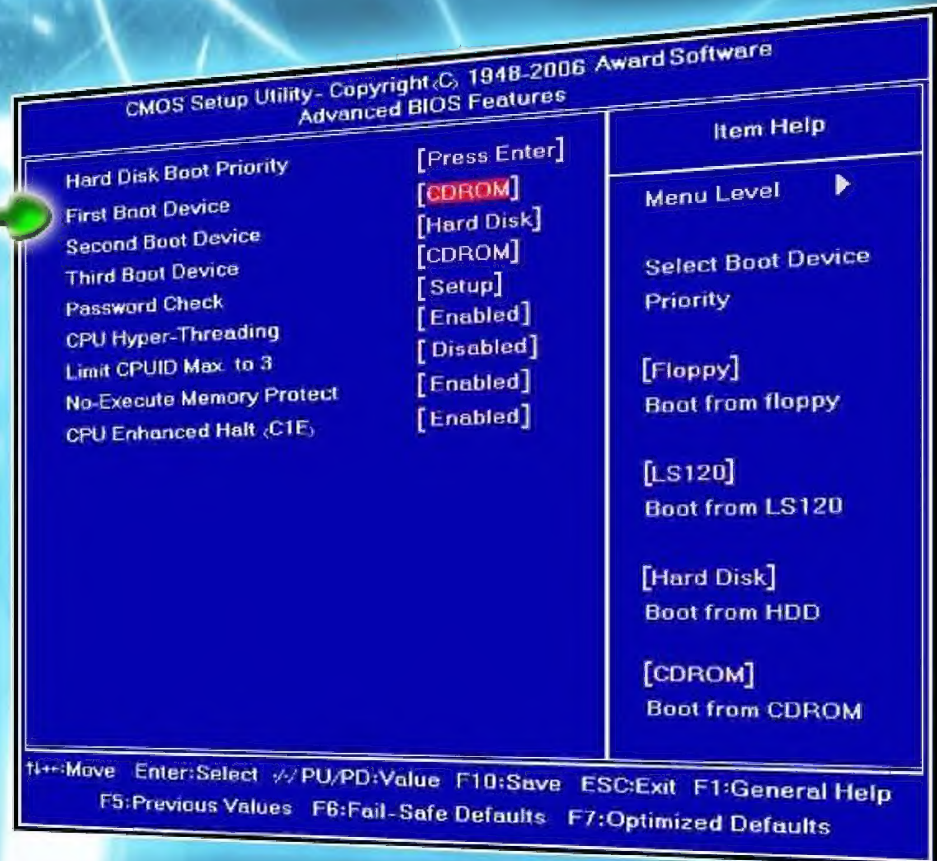 CMOS Setup Utility- Copyright (C) 1948-2006 Award Software
Advanced BIOS Features
Hard Disk Boot Priority [Press Enter]
First Boot Device [CDROM]
Second Boot Device [Hard Disk]
Third Boot Device [CDROM]
Password Check [Setup]
CPU Hyper-Threading [Enabled]
Limit CPUID Max. to 3 [Disabled]
No-Execute Memory Protect [Enabled]
CPU Enhanced Halt (C1E) [Enabled]
Item Help
Menu Level
Select Boot Device
Priority
[Floppy]
Boot from floppy
[LS120]
Boot from LS120
[Hard Disk]
Boot from HDD
[CDROM]
Boot from CDROM
↑↓←→:Move Enter:Select +/-/PU/PD:Value F10:Save ESC:Exit F1:General Help
F5:Previous Values F6:Fail-Safe Defaults F7:Optimized Defaults